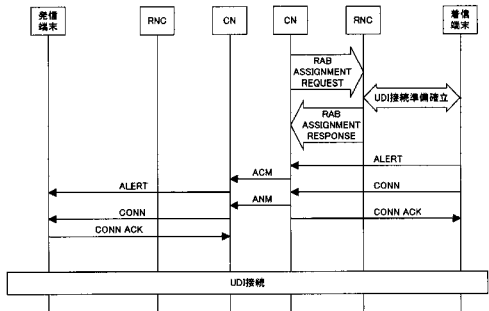 発信
端末
RNC
CN
CN
RNC
着信
端末
RAB
ASSIGNMENT
REQUEST
UDI接続準備確立
RAB
ASSIGNMENT
RESPONSE
ALERT
ACM
ALERT
CONN
ANM
CONN
CONN ACK
CONN ACK
UDI接続